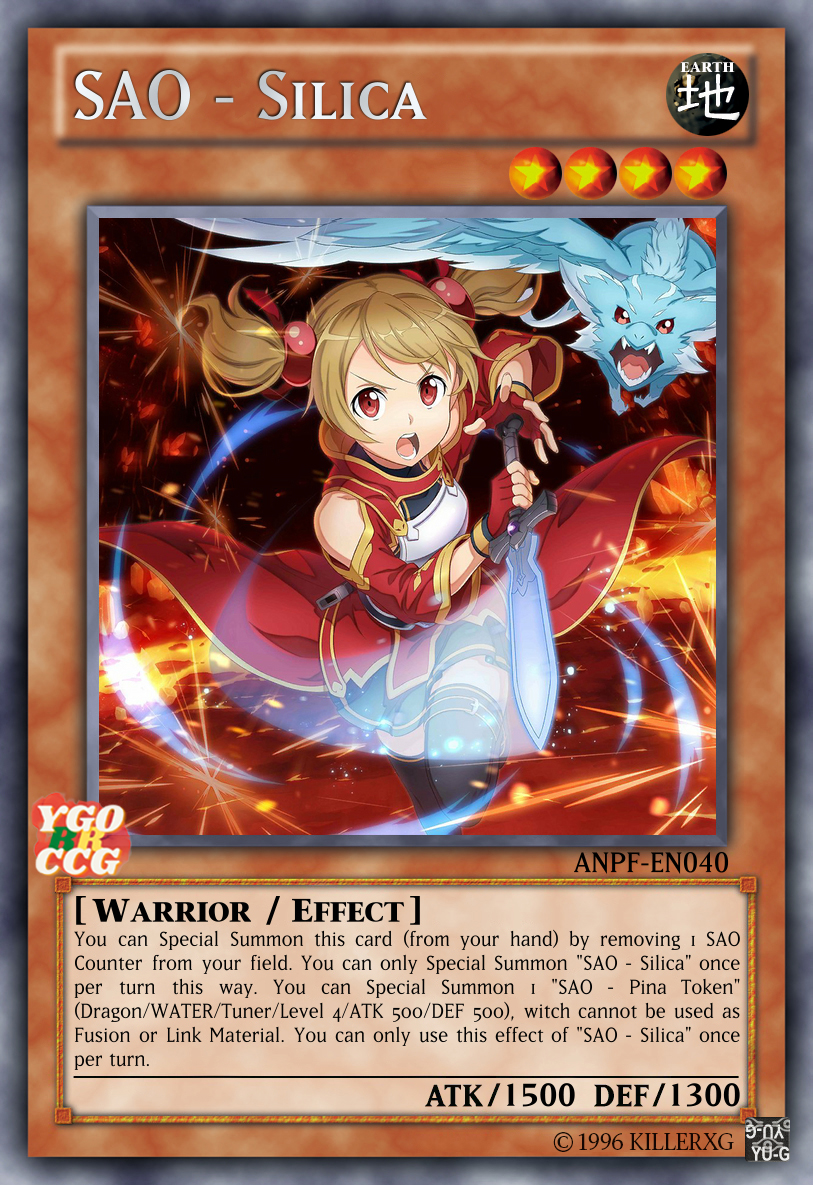 SAO - SILICA
EARTH
地
YGO
RR
CCG
ANPF-EN040
[ WARRIOR / EFFECT ]
You can Special Summon this card (from your hand) by removing 1 SAO
Counter from your field. You can only Special Summon "SAO - Silica" once
per turn this way. You can Special Summon 1 "SAO - Pina Token"
(Dragon/WATER/Tuner/Level 4/ATK 500/DEF 500), witch cannot be used as
Fusion or Link Material. You can only use this effect of "SAO - Silica" once
per turn.
ATK/1500 DEF/1300
© 1996 KILLERXG
YU-G